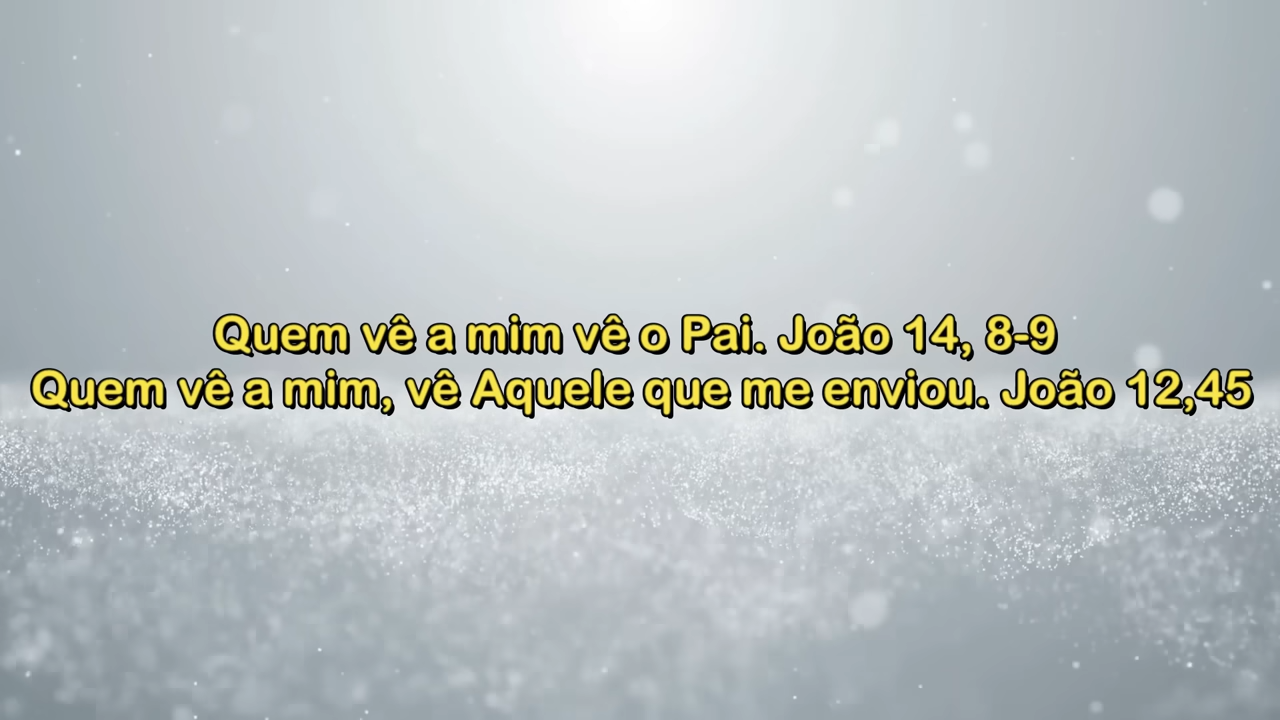 Quem vê a mim vê o Pai. João 14, 8-9
Quem vê a mim, vê Aquele que me enviou. João 12,45